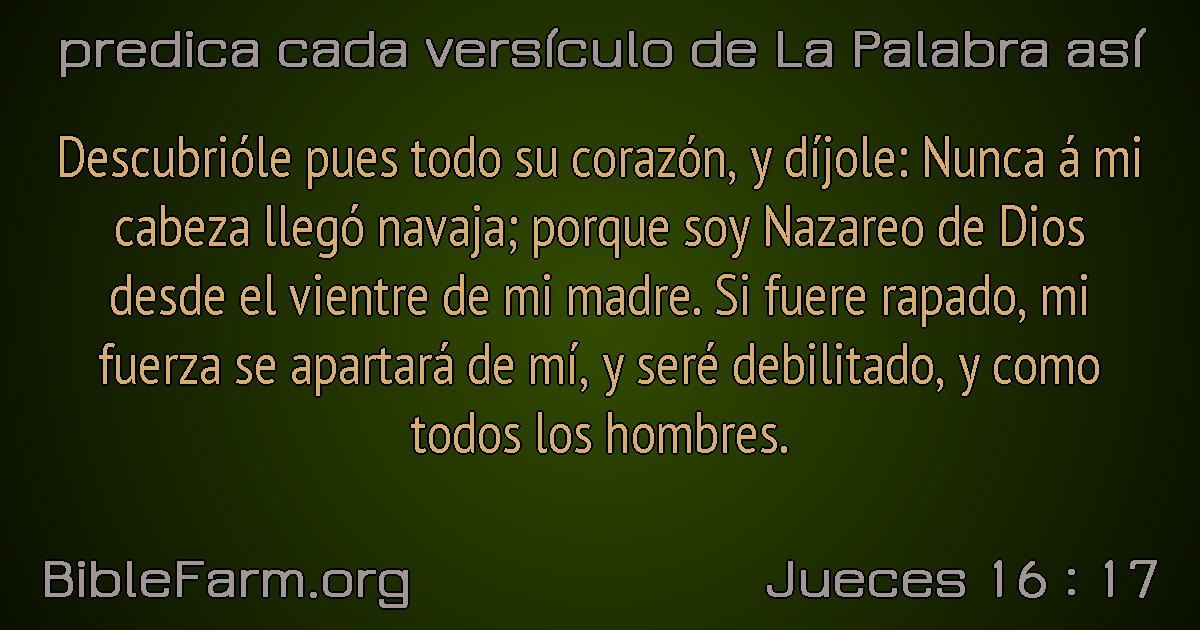 predica cada versículo de La Palabra así
Descubrióle pues todo su corazón, y díjole: Nunca á mi
cabeza llegó navaja; porque soy Nazareo de Dios
desde el vientre de mi madre. Si fuere rapado, mi
fuerza se apartará de mí, y seré debilitado, y como
todos los hombres.
BibleFarm.org
Jueces 16 : 17